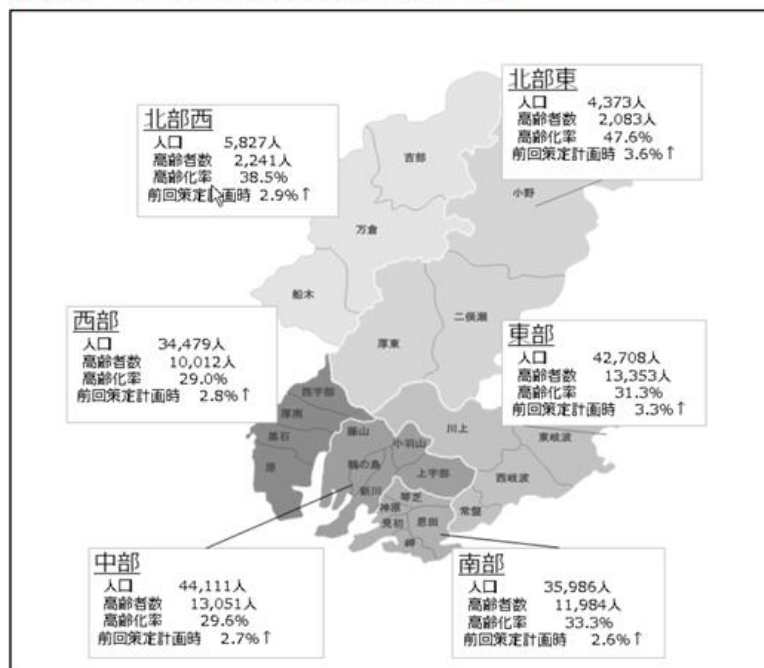 北部東
人口 4,373人
高齢者数 2,083人
高齢化率 47.6%
前回策定計画時 3.6%↑
北部西
人口 5,827人
高齢者数 2,241人
高齢化率 38.5%
前回策定計画時 2.9%↑
吉部
小野
万倉
船木
二俣瀬
厚東
西部
人口 34,479人
高齢者数 10,012人
高齢化率 29.0%
前回策定計画時 2.8%↑
東部
人口 42,708人
高齢者数 13,353人
高齢化率 31.3%
前回策定計画時 3.3%↑
西宇部
厚南
黒石
原
藤山
小羽山
川上
東岐波
鵜の島
上宇部
西岐波
新川
琴芝
神原
常盤
見初
恩田
岬
中部
人口 44,111人
高齢者数 13,051人
高齢化率 29.6%
前回策定計画時 2.7%↑
南部
人口 35,986人
高齢者数 11,984人
高齢化率 33.3%
前回策定計画時 2.6%↑